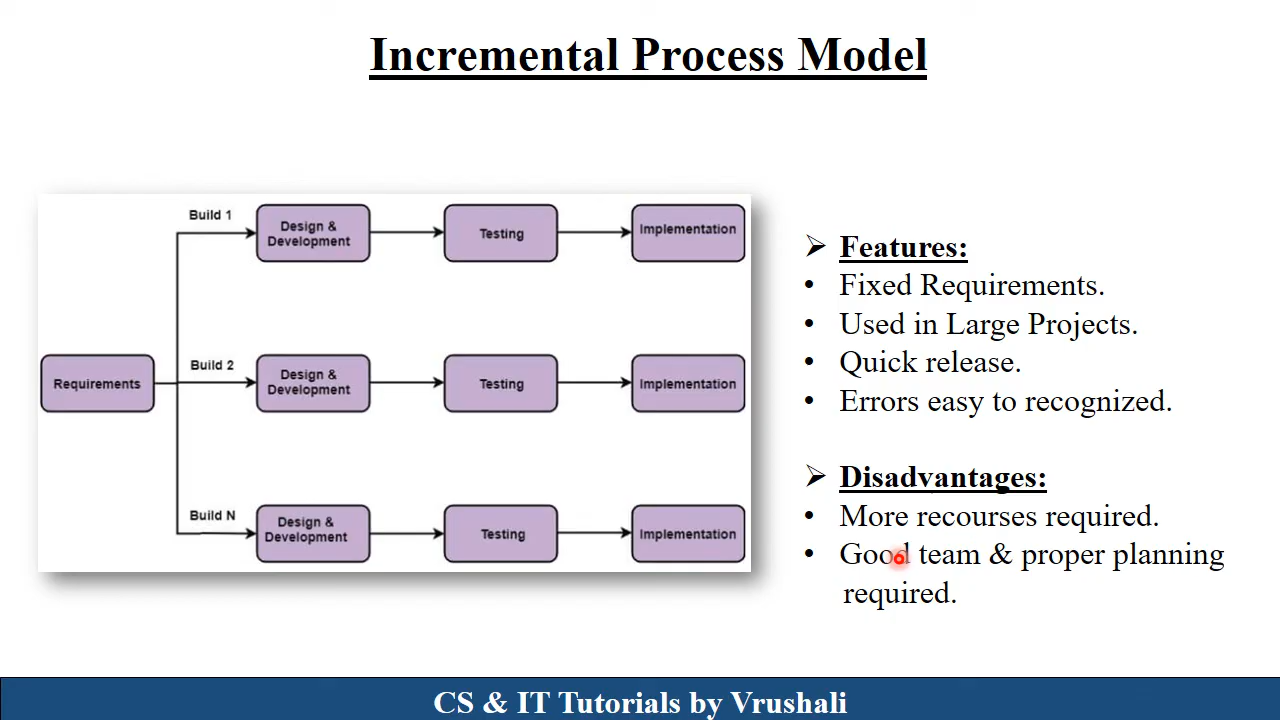 Incremental Process Model
Build 1
Design &
Development
Testing
Implementation
Requirements
Build 2
Design &
Development
Testing
Implementation
Build N
Design &
Development
Testing
Implementation
➢ Features:
• Fixed Requirements.
• Used in Large Projects.
• Quick release.
• Errors easy to recognized.
➢ Disadvantages:
• More recourses required.
• Good team & proper planning
required.
CS & IT Tutorials by Vrushali